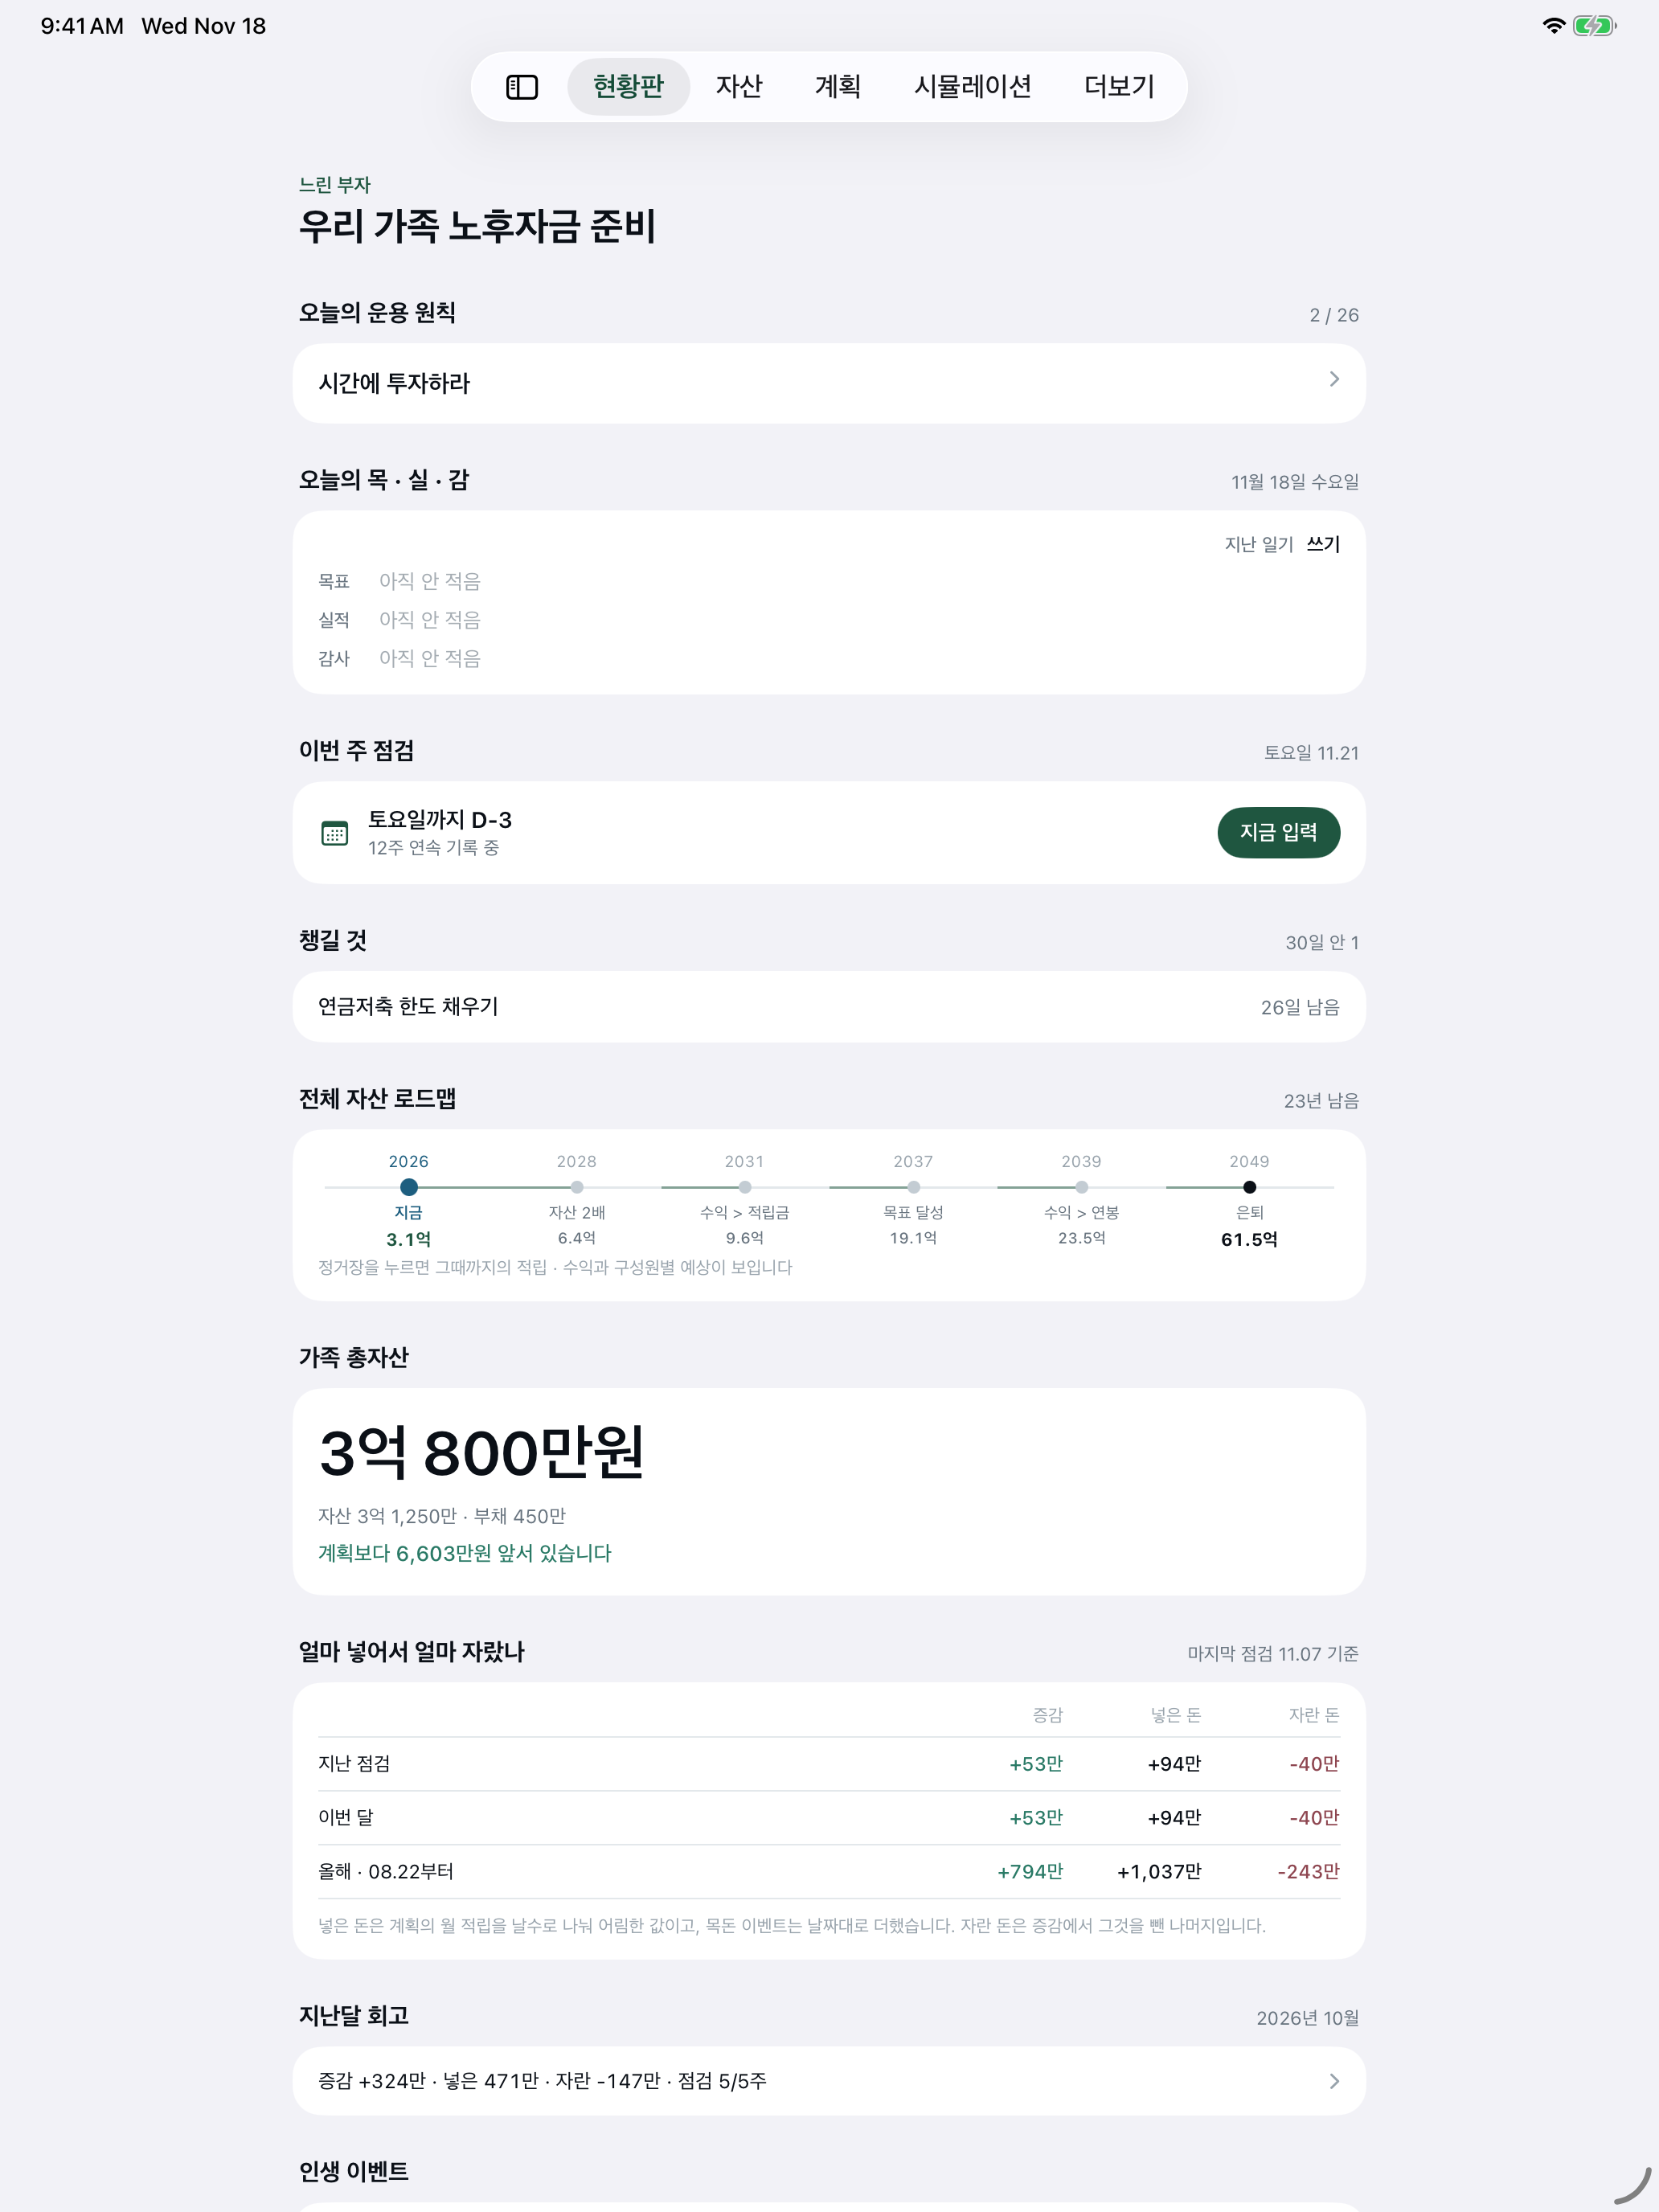 9:41 AM Wed Nov 18
현황판 자산 계획 시뮬레이션 더보기
느린 부자
우리 가족 노후자금 준비
오늘의 운용 원칙 2 / 26
시간에 투자하라
오늘의 목 · 실 · 감 11월 18일 수요일
지난 일기 쓰기
목표 아직 안 적음
실적 아직 안 적음
감사 아직 안 적음
이번 주 점검 토요일 11.21
토요일까지 D-3
12주 연속 기록 중
지금 입력
챙길 것 30일 안 1
연금저축 한도 채우기 26일 남음
전체 자산 로드맵 23년 남음
2026 2028 2031 2037 2039 2049
지금 자산 2배 수익 > 적립금 목표 달성 수익 > 연봉 은퇴
3.1억 6.4억 9.6억 19.1억 23.5억 61.5억
정거장을 누르면 그때까지의 적립 · 수익과 구성원별 예상이 보입니다
가족 총자산
3억 800만원
자산 3억 1,250만 · 부채 450만
계획보다 6,603만원 앞서 있습니다
얼마 넣어서 얼마 자랐나 마지막 점검 11.07 기준
증감 넣은 돈 자란 돈
지난 점검 +53만 +94만 -40만
이번 달 +53만 +94만 -40만
올해 · 08.22부터 +794만 +1,037만 -243만
넣은 돈은 계획의 월 적립을 날수로 나눠 어림한 값이고, 목돈 이벤트는 날짜대로 더했습니다. 자란 돈은 증감에서 그것을 뺀 나머지입니다.
지난달 회고 2026년 10월
증감 +324만 · 넣은 471만 · 자란 -147만 · 점검 5/5주
인생 이벤트